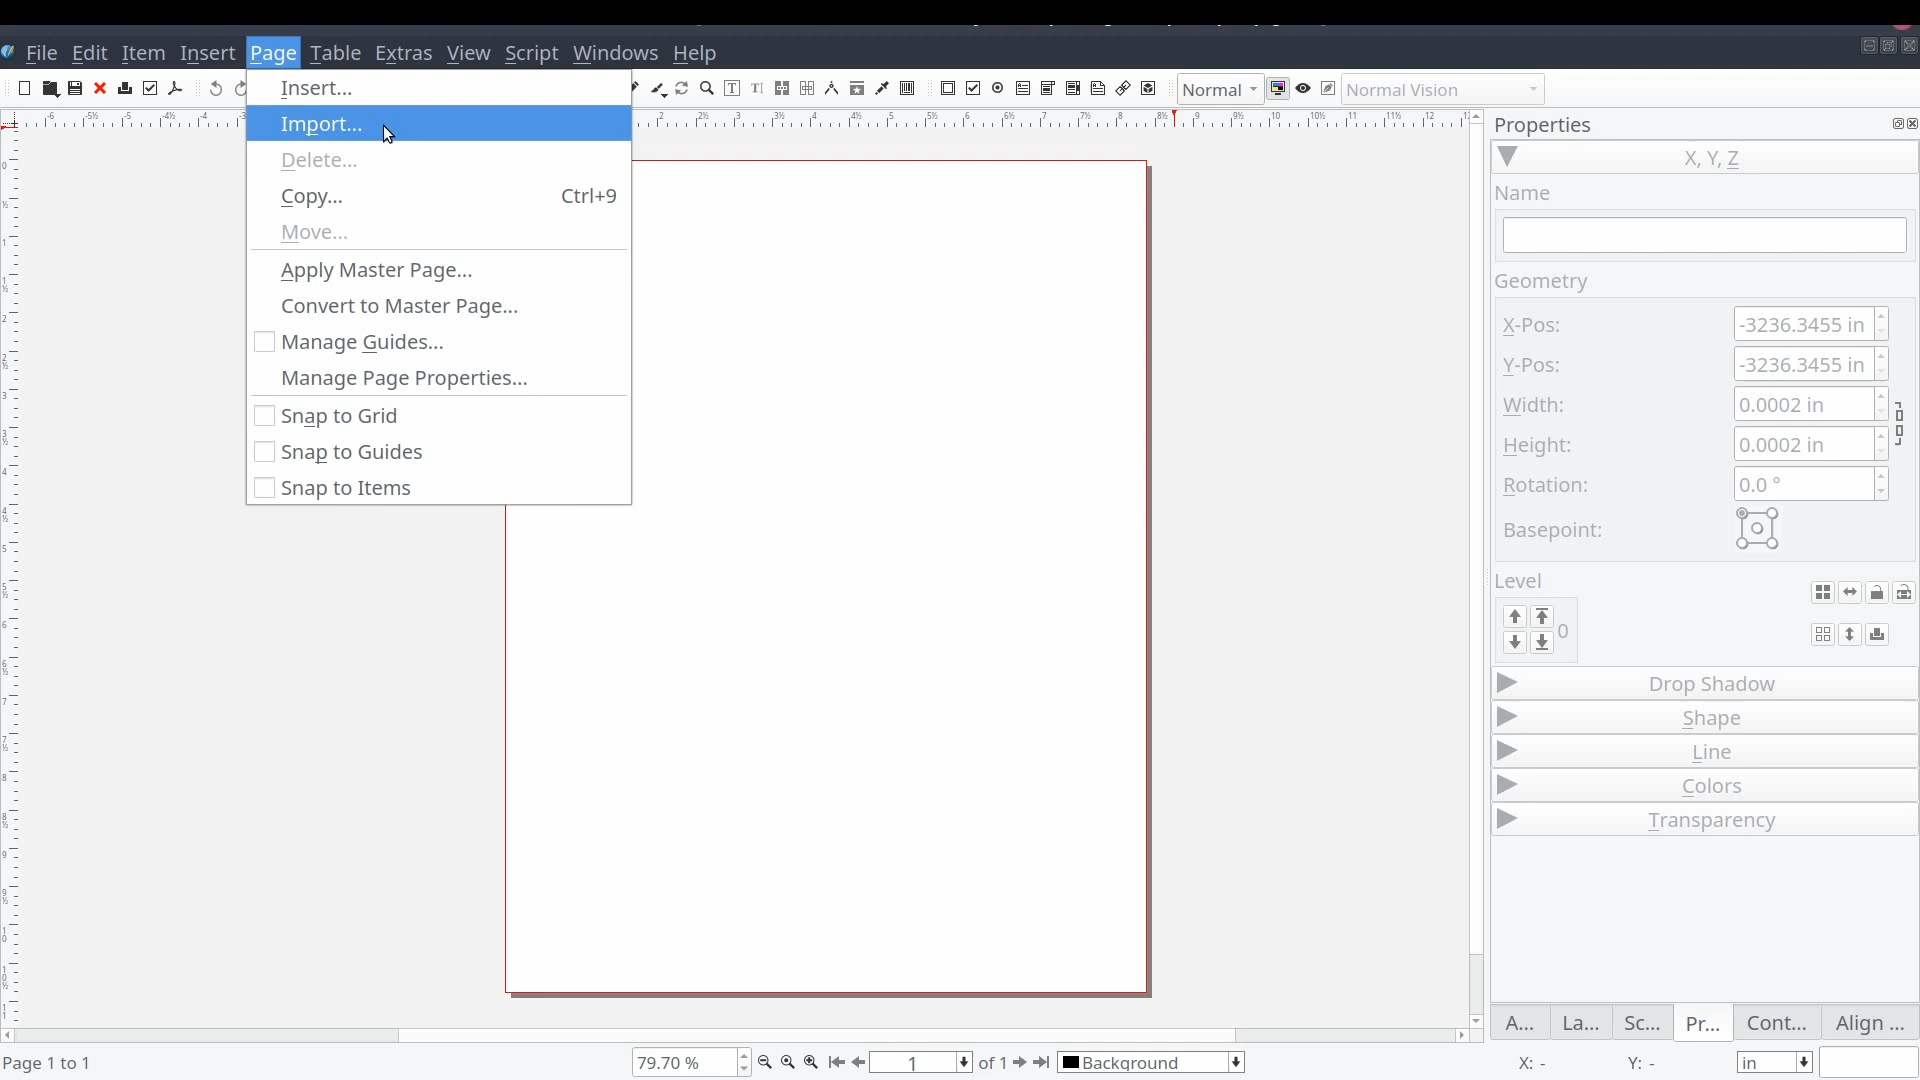 File Edit Item Insert Page Table Extras View Script Windows Help
Insert...
Import...
Delete...
Copy... Ctrl+9
Move...
Apply Master Page...
Convert to Master Page...
Manage Guides...
Manage Page Properties...
Snap to Grid
Snap to Guides
Snap to Items
Normal
Normal Vision
Properties
X, Y, Z
Name
Geometry
X-Pos: -3236.3455 in
Y-Pos: -3236.3455 in
Width: 0.0002 in
Height: 0.0002 in
Rotation: 0.0 °
Basepoint:
Level
0
Drop Shadow
Shape
Line
Colors
Transparency
A... La... Sc... Pr... Cont... Align ...
Page 1 to 1
79.70 %
1 of 1
Background
X: - Y: -
in